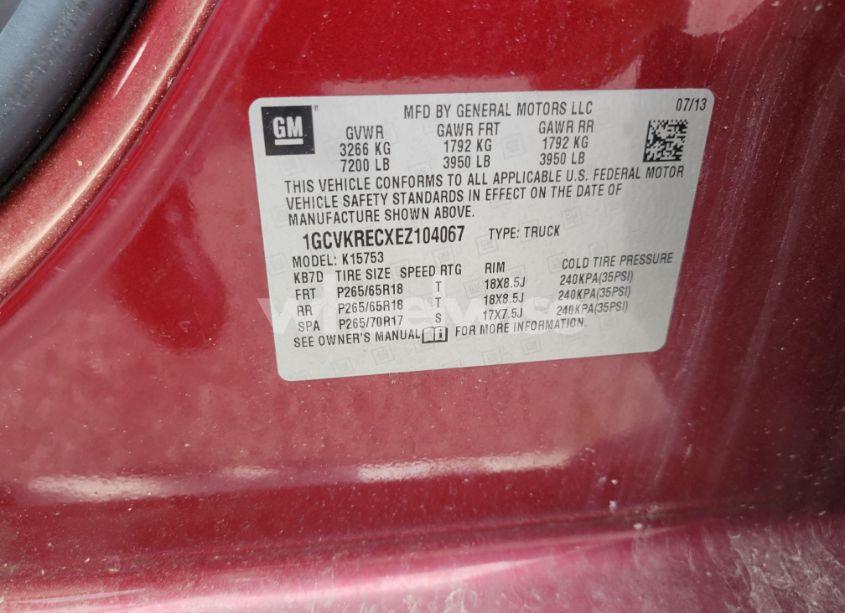 GM
MFD BY GENERAL MOTORS LLC 07/13
GVWR GAWR FRT GAWR RR
3266 KG 1792 KG 1792 KG
7200 LB 3950 LB 3950 LB
THIS VEHICLE CONFORMS TO ALL APPLICABLE U.S. FEDERAL MOTOR
VEHICLE SAFETY STANDARDS IN EFFECT ON THE DATE OF
MANUFACTURE SHOWN ABOVE.
1GCVKRECXEZ104067 TYPE: TRUCK
MODEL: K15753
KB7D TIRE SIZE SPEED RTG RIM COLD TIRE PRESSURE
FRT P265/65R18 T 18X8.5J 240KPA(35PSI)
RR P265/65R18 T 18X8.5J 240KPA(35PSI)
SPA P265/70R17 S 17X7.5J 240KPA(35PSI)
SEE OWNER'S MANUAL FOR MORE INFORMATION.